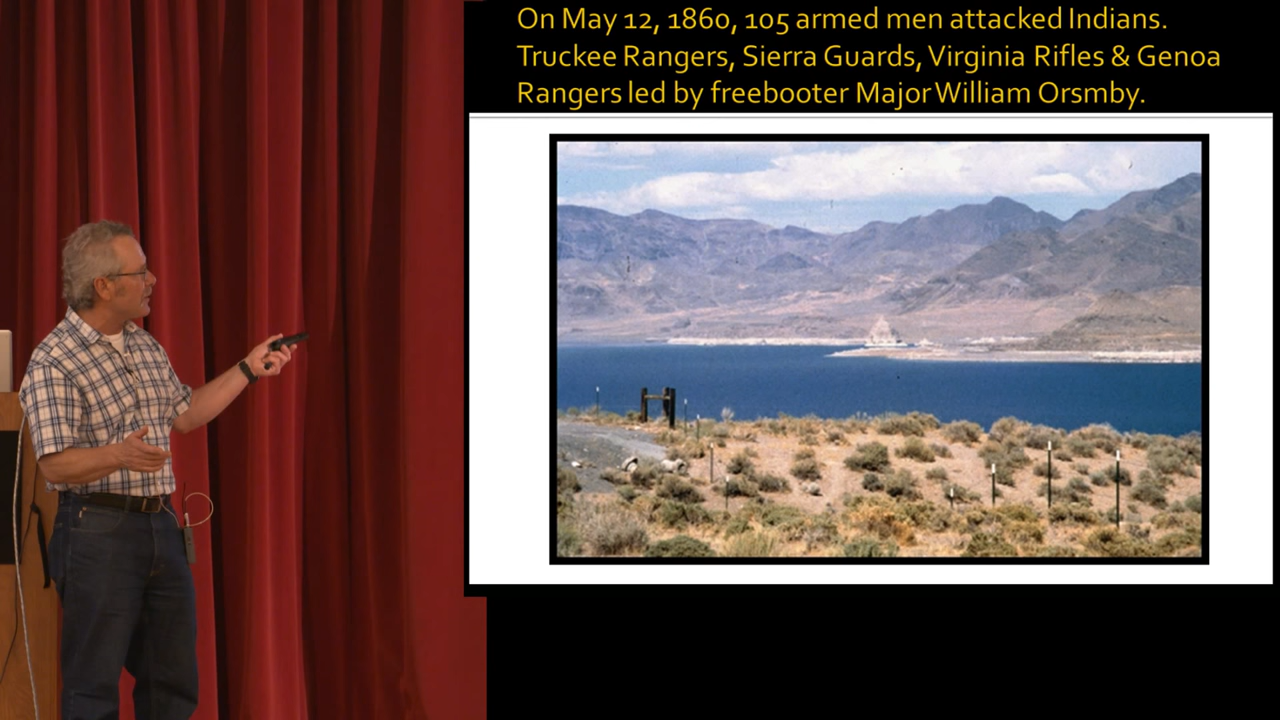 On May 12, 1860, 105 armed men attacked Indians.
Truckee Rangers, Sierra Guards, Virginia Rifles & Genoa
Rangers led by freebooter Major William Orsmby.